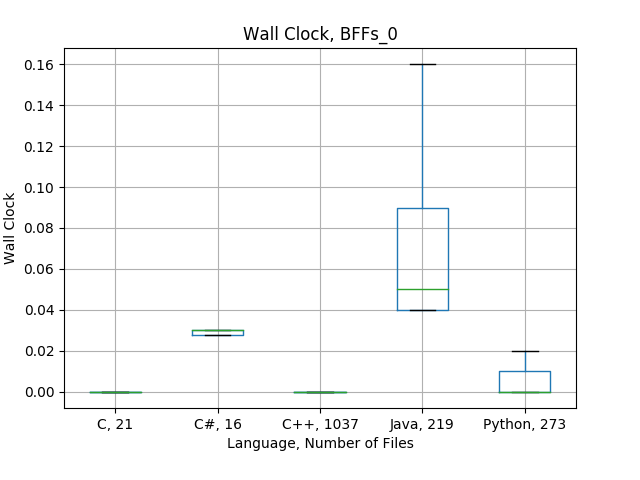 Wall Clock, BFFs_0
0.16
0.14
0.12
0.10
0.08
0.06
0.04
0.02
0.00
Wall Clock
C, 21
C#, 16
C++, 1037
Java, 219
Python, 273
Language, Number of Files